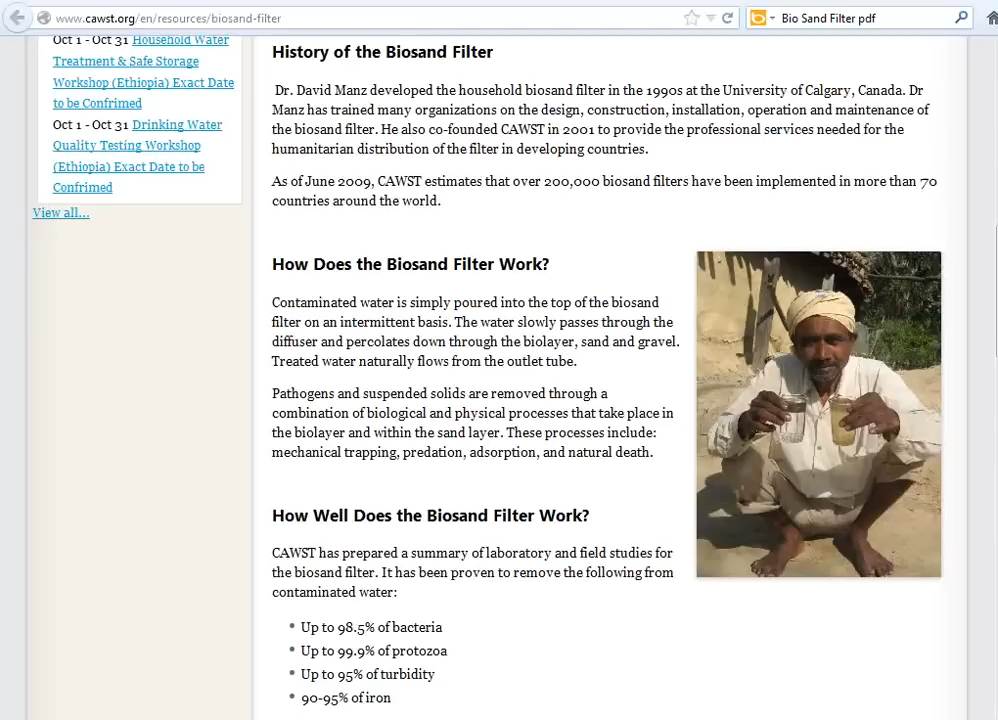 www.cawst.org/en/resources/biosand-filter
Bio Sand Filter pdf
Oct 1 - Oct 31 Household Water
Treatment & Safe Storage
Workshop (Ethiopia) Exact Date
to be Confrimed
Oct 1 - Oct 31 Drinking Water
Quality Testing Workshop
(Ethiopia) Exact Date to be
Confrimed
View all...
History of the Biosand Filter
Dr. David Manz developed the household biosand filter in the 1990s at the University of Calgary, Canada. Dr
Manz has trained many organizations on the design, construction, installation, operation and maintenance of
the biosand filter. He also co-founded CAWST in 2001 to provide the professional services needed for the
humanitarian distribution of the filter in developing countries.
As of June 2009, CAWST estimates that over 200,000 biosand filters have been implemented in more than 70
countries around the world.
How Does the Biosand Filter Work?
Contaminated water is simply poured into the top of the biosand
filter on an intermittent basis. The water slowly passes through the
diffuser and percolates down through the biolayer, sand and gravel.
Treated water naturally flows from the outlet tube.
Pathogens and suspended solids are removed through a
combination of biological and physical processes that take place in
the biolayer and within the sand layer. These processes include:
mechanical trapping, predation, adsorption, and natural death.
How Well Does the Biosand Filter Work?
CAWST has prepared a summary of laboratory and field studies for
the biosand filter. It has been proven to remove the following from
contaminated water:
• Up to 98.5% of bacteria
• Up to 99.9% of protozoa
• Up to 95% of turbidity
• 90-95% of iron